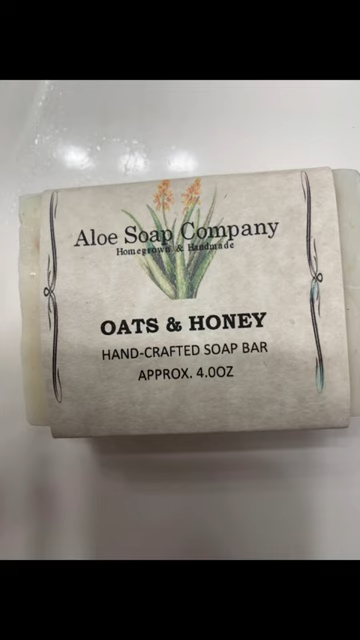 Aloe Soap Company
Homegrown & Handmade
OATS & HONEY
HAND-CRAFTED SOAP BAR
APPROX. 4.0OZ